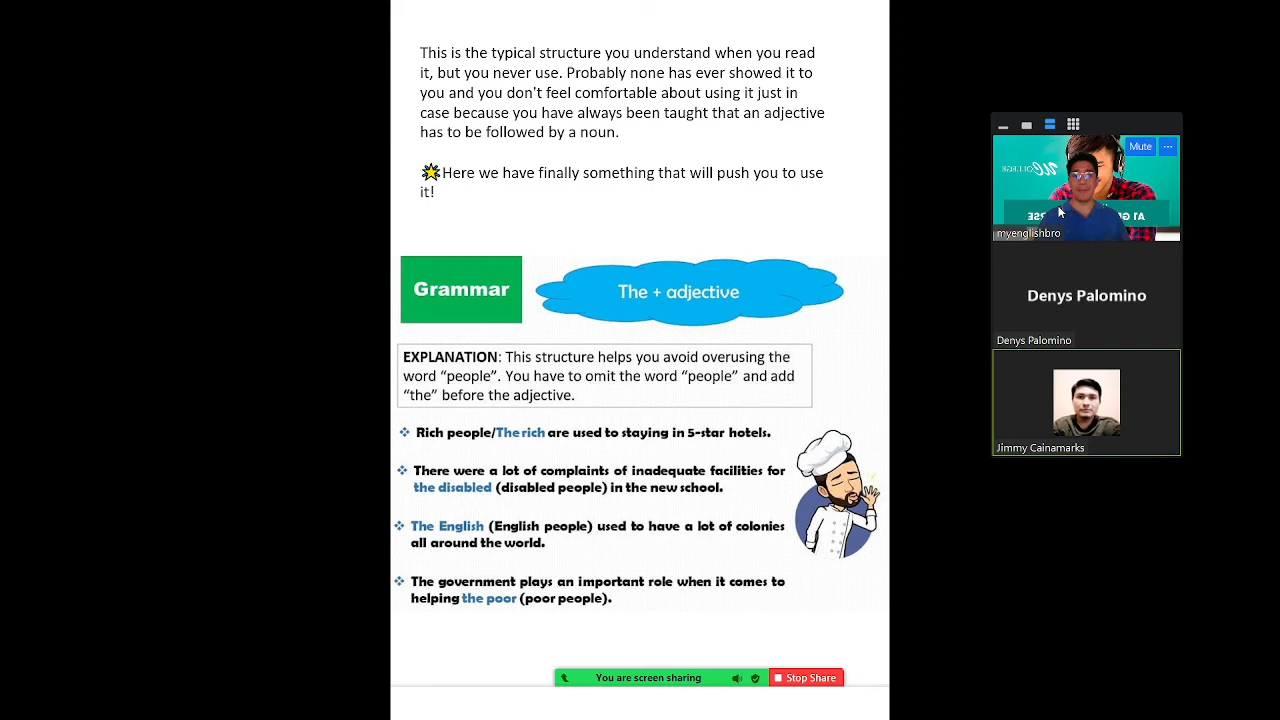 This is the typical structure you understand when you read
it, but you never use. Probably none has ever showed it to
you and you don't feel comfortable about using it just in
case because you have always been taught that an adjective
has to be followed by a noun.
Here we have finally something that will push you to use
it!
Grammar
The + adjective
EXPLANATION: This structure helps you avoid overusing the
word “people”. You have to omit the word “people” and add
“the” before the adjective.
Rich people/The rich are used to staying in 5-star hotels.
There were a lot of complaints of inadequate facilities for
the disabled (disabled people) in the new school.
The English (English people) used to have a lot of colonies
all around the world.
The government plays an important role when it comes to
helping the poor (poor people).
You are screen sharing
Stop Share
Mute
myenglishbro
Denys Palomino
Denys Palomino
Jimmy Cainamarks